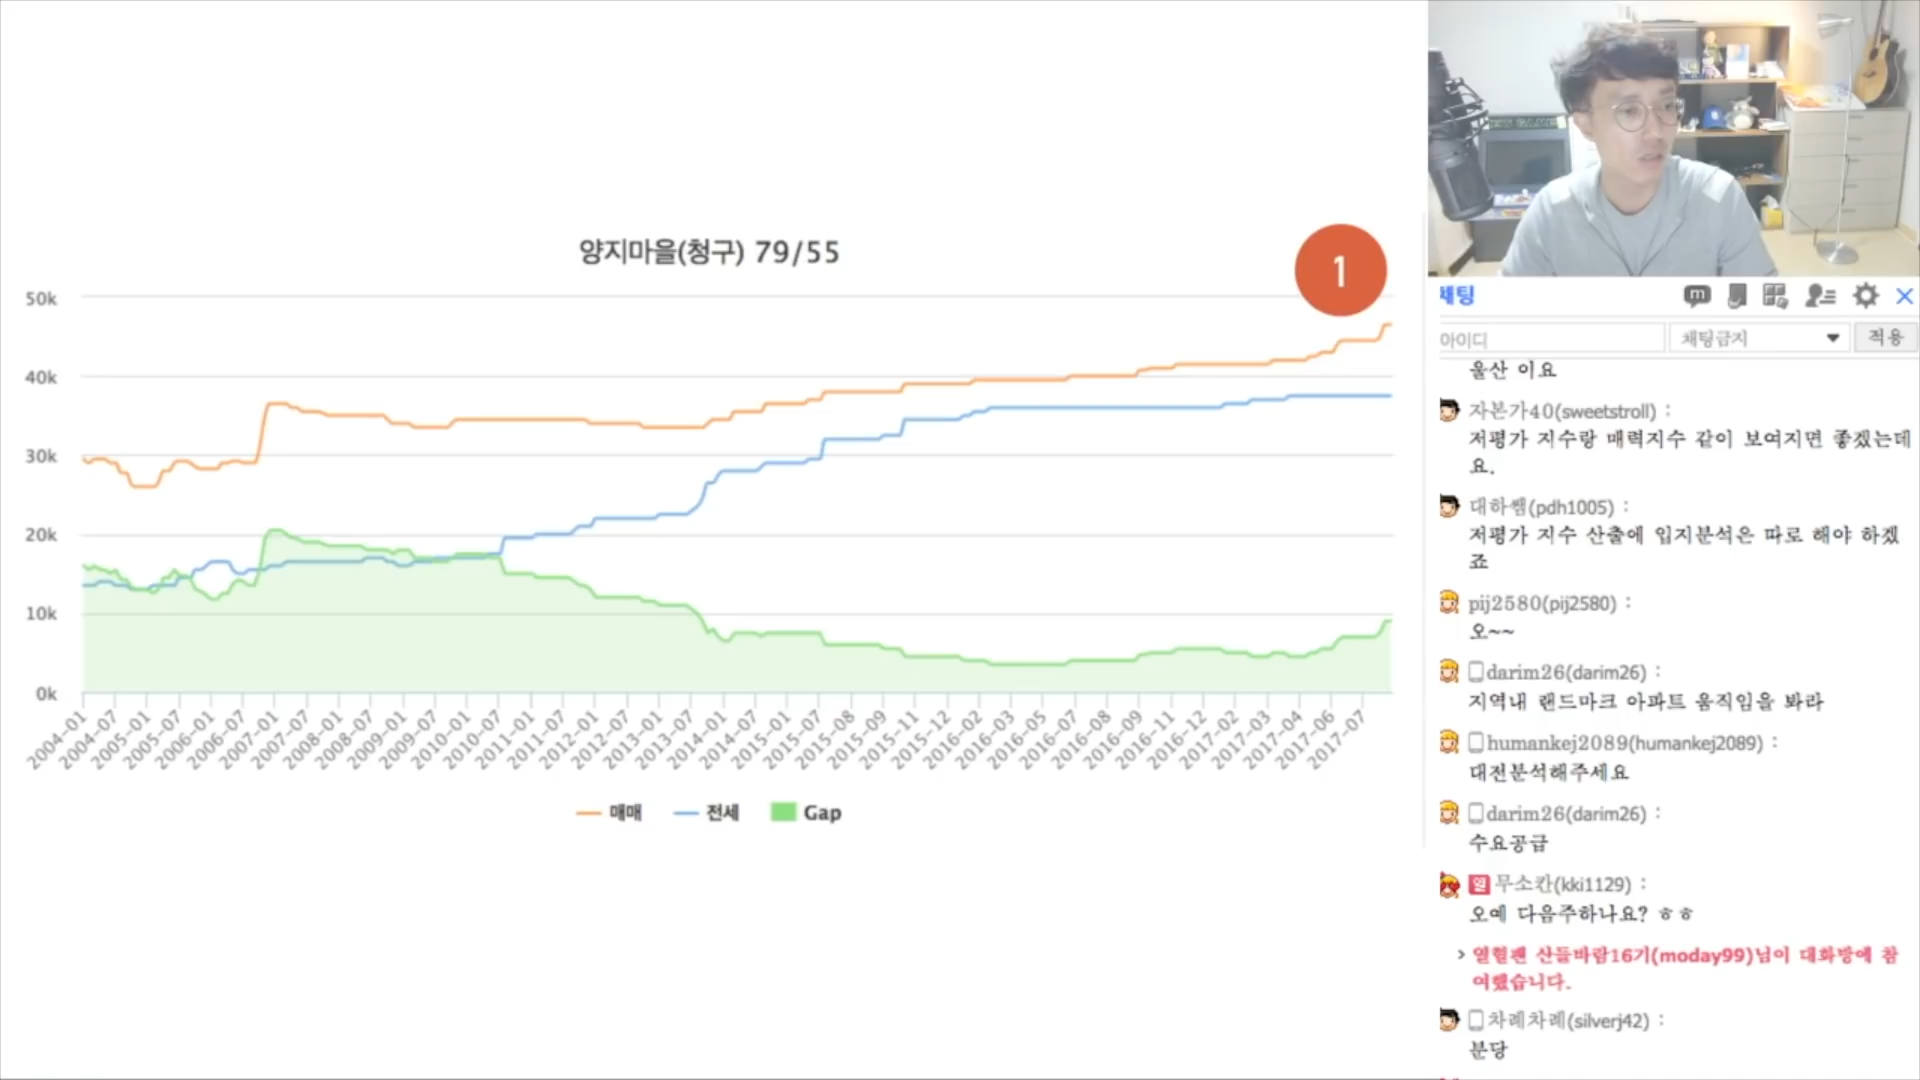 양지마을(청구) 79/55
1
50k
40k
30k
20k
10k
0k
2004-01
2004-07
2005-01
2005-07
2006-01
2006-07
2007-01
2007-07
2008-01
2008-07
2009-01
2009-07
2010-01
2010-07
2011-01
2011-07
2012-01
2012-07
2013-01
2013-07
2014-01
2014-07
2015-01
2015-07
2015-08
2015-09
2015-11
2015-12
2016-02
2016-03
2016-05
2016-07
2016-08
2016-09
2016-11
2016-12
2017-02
2017-03
2017-04
2017-06
2017-07
매매 전세 Gap
채팅
아이디 채팅금지 적용
울산 이요
자본가40(sweetstroll) :
저평가 지수랑 매력지수 같이 보여지면 좋겠는데
요.
대하쌤(pdh1005) :
저평가 지수 산출에 입지분석은 따로 해야 하겠
죠
pij2580(pij2580) :
오~~
darim26(darim26) :
지역내 랜드마크 아파트 움직임을 봐라
humankej2089(humankej2089) :
대전분석해주세요
darim26(darim26) :
수요공급
열 무소칸(kki1129) :
오예 다음주하나요? ㅎㅎ
> 열혈팬 산들바람16기(moday99)님이 대화방에 참
여했습니다.
차례차례(silverj42) :
분당